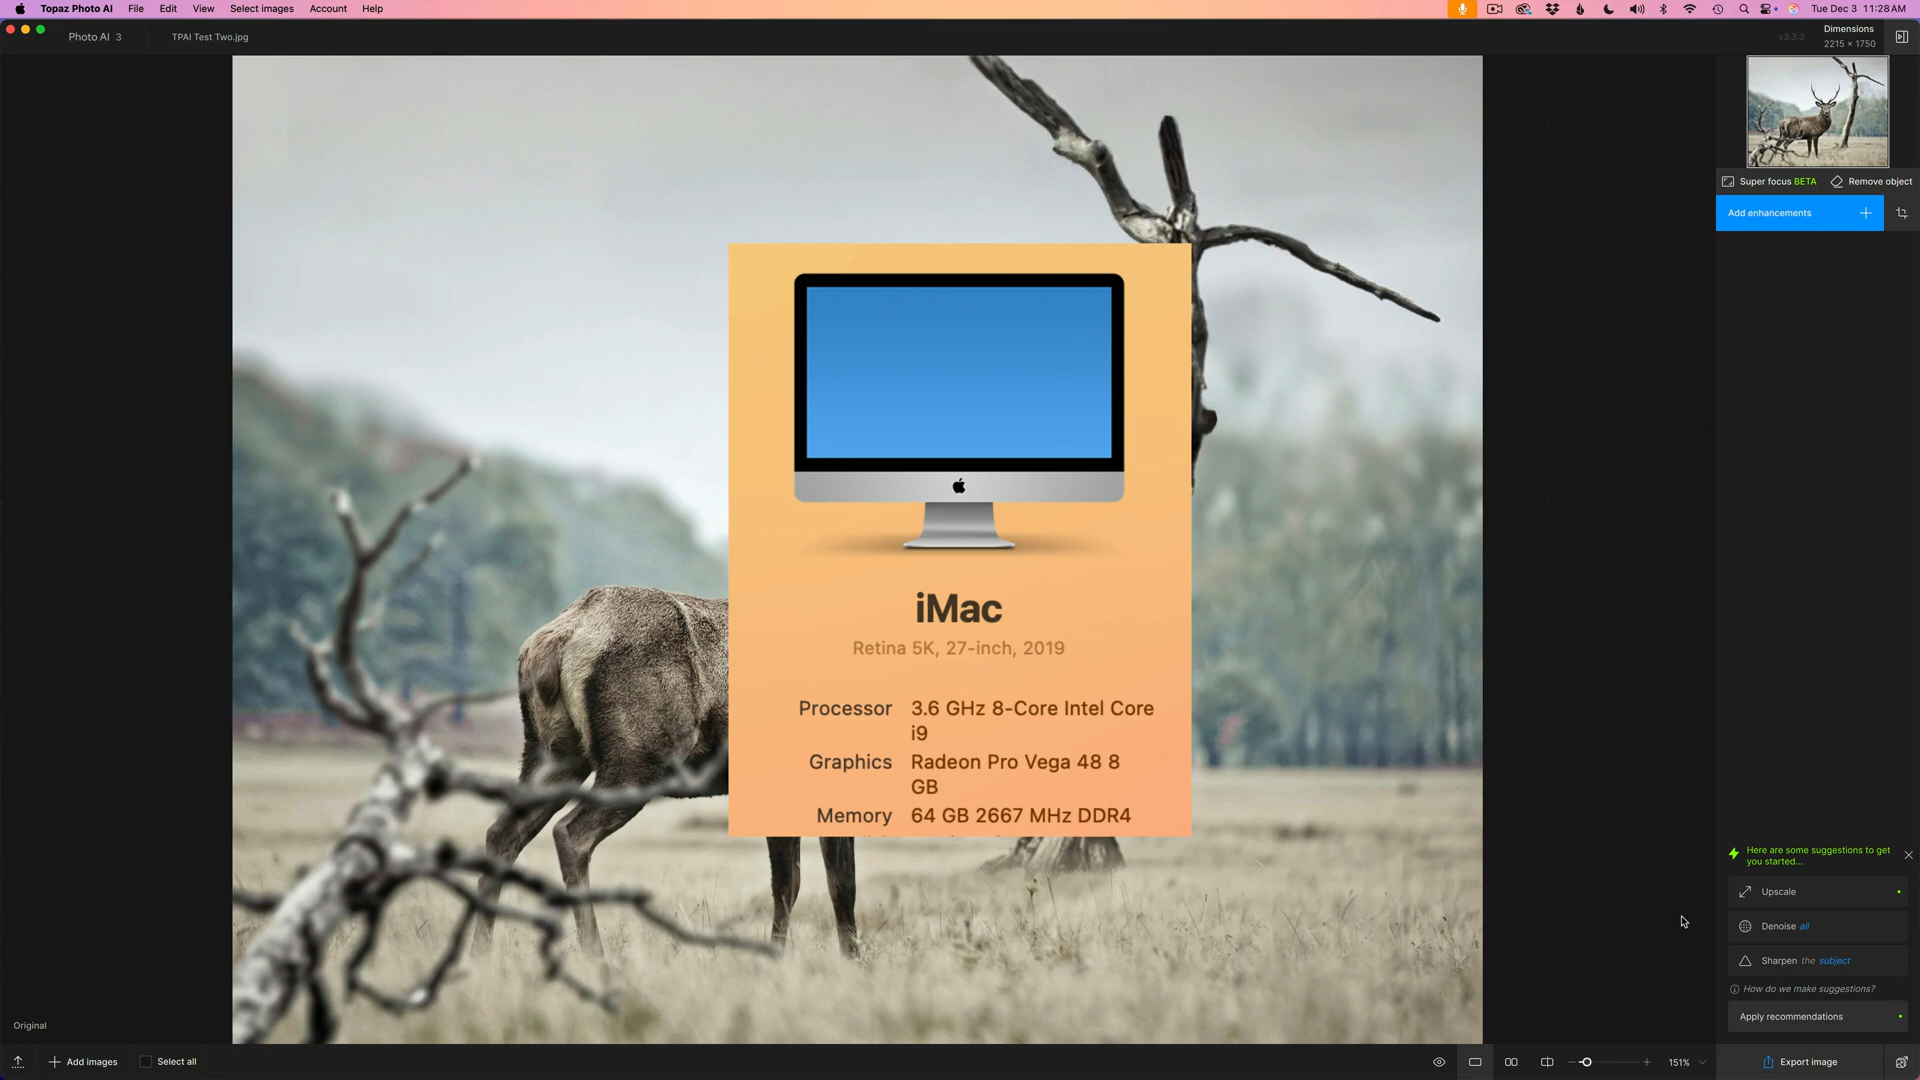 Topaz Photo AI File Edit View Select images Account Help
Tue Dec 3 11:28 AM
Photo AI 3
TPAI Test Two.jpg
v3.3.3
Dimensions
2215 × 1750
Super focus BETA
Remove object
Add enhancements
iMac
Retina 5K, 27-inch, 2019
Processor 3.6 GHz 8-Core Intel Core
i9
Graphics Radeon Pro Vega 48 8
GB
Memory 64 GB 2667 MHz DDR4
Here are some suggestions to get
you started...
Upscale
Denoise all
Sharpen the subject
How do we make suggestions?
Apply recommendations
Original
Add images
Select all
151%
Export image